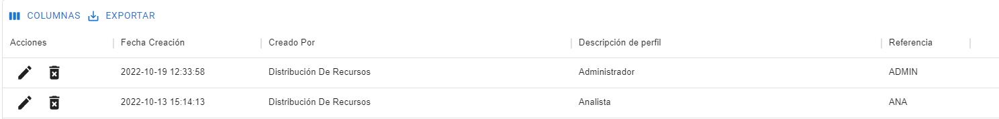 COLUMNAS EXPORTAR
Acciones Fecha Creación Creado Por Descripción de perfil Referencia
2022-10-19 12:33:58 Distribución De Recursos Administrador ADMIN
2022-10-13 15:14:13 Distribución De Recursos Analista ANA